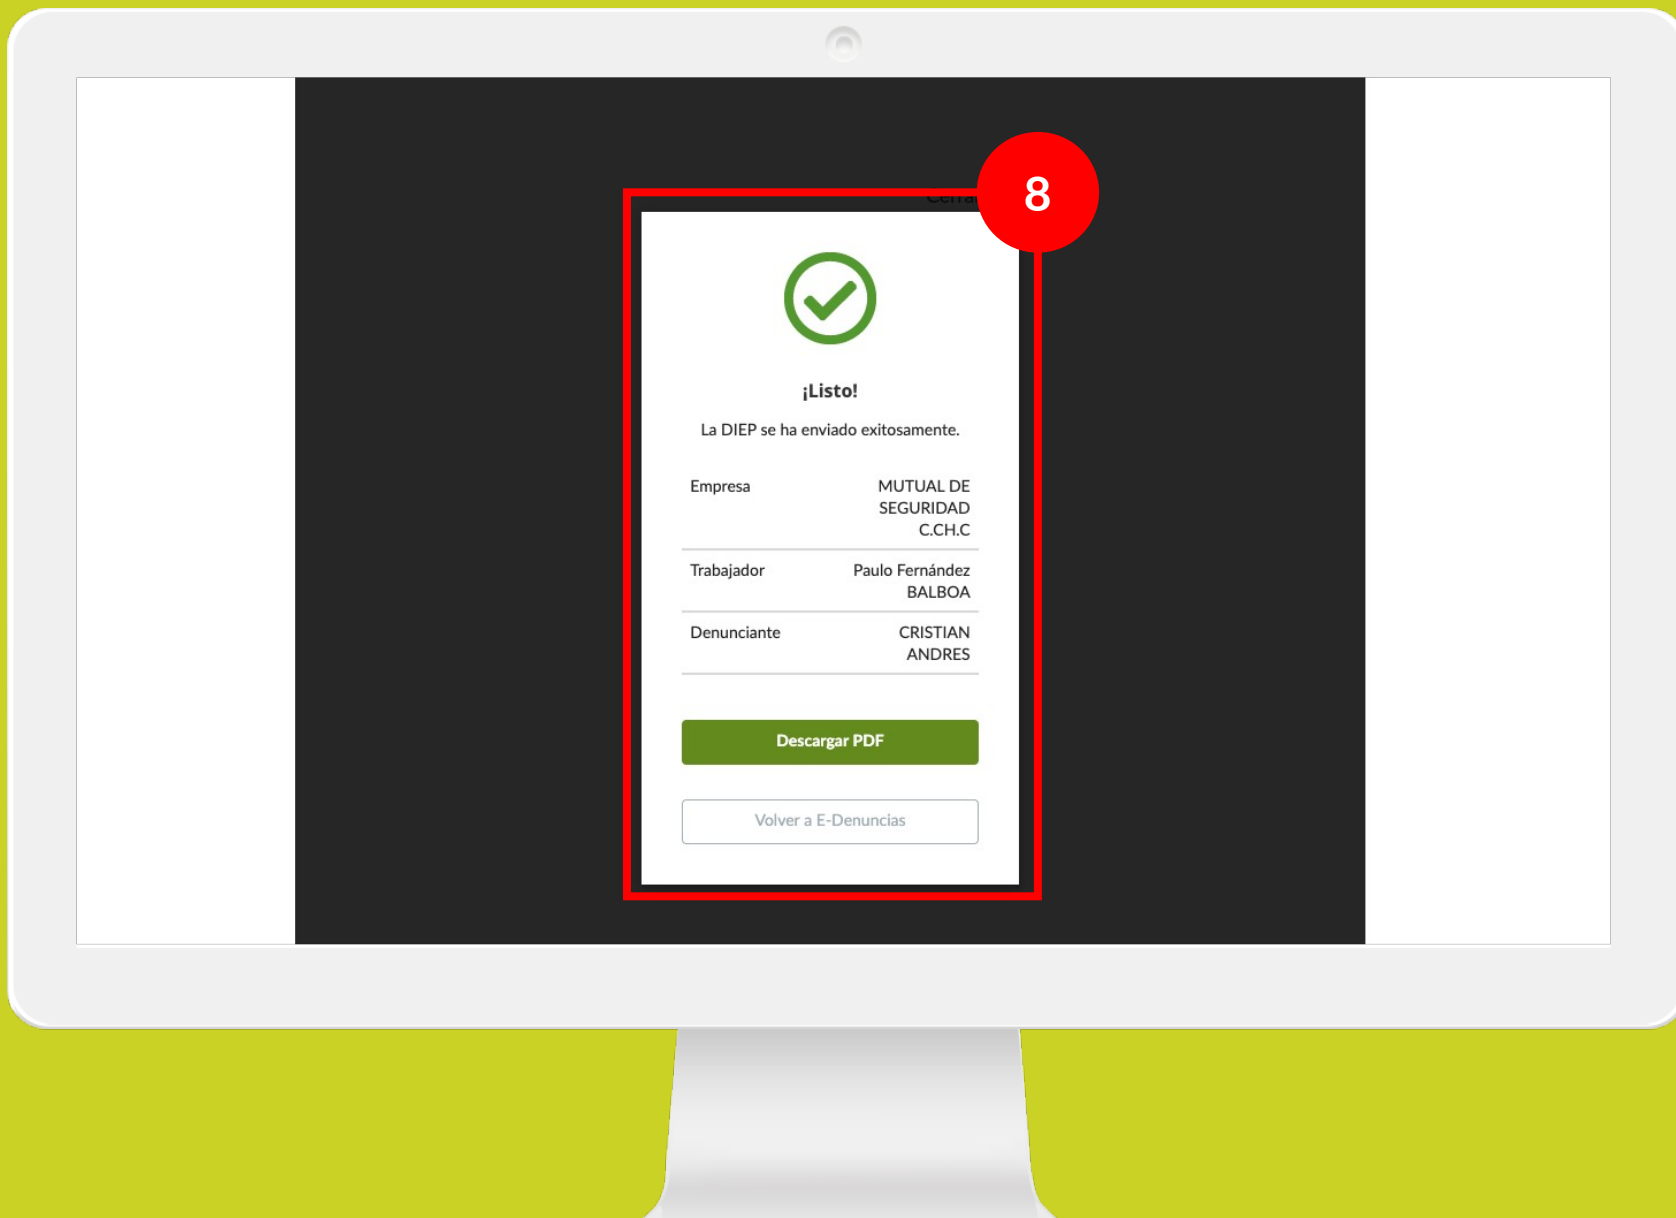 8
¡Listo!
La DIEP se ha enviado exitosamente.
Empresa MUTUAL DE
SEGURIDAD
C.CH.C
Trabajador Paulo Fernández
BALBOA
Denunciante CRISTIAN
ANDRES
Descargar PDF
Volver a E-Denuncias